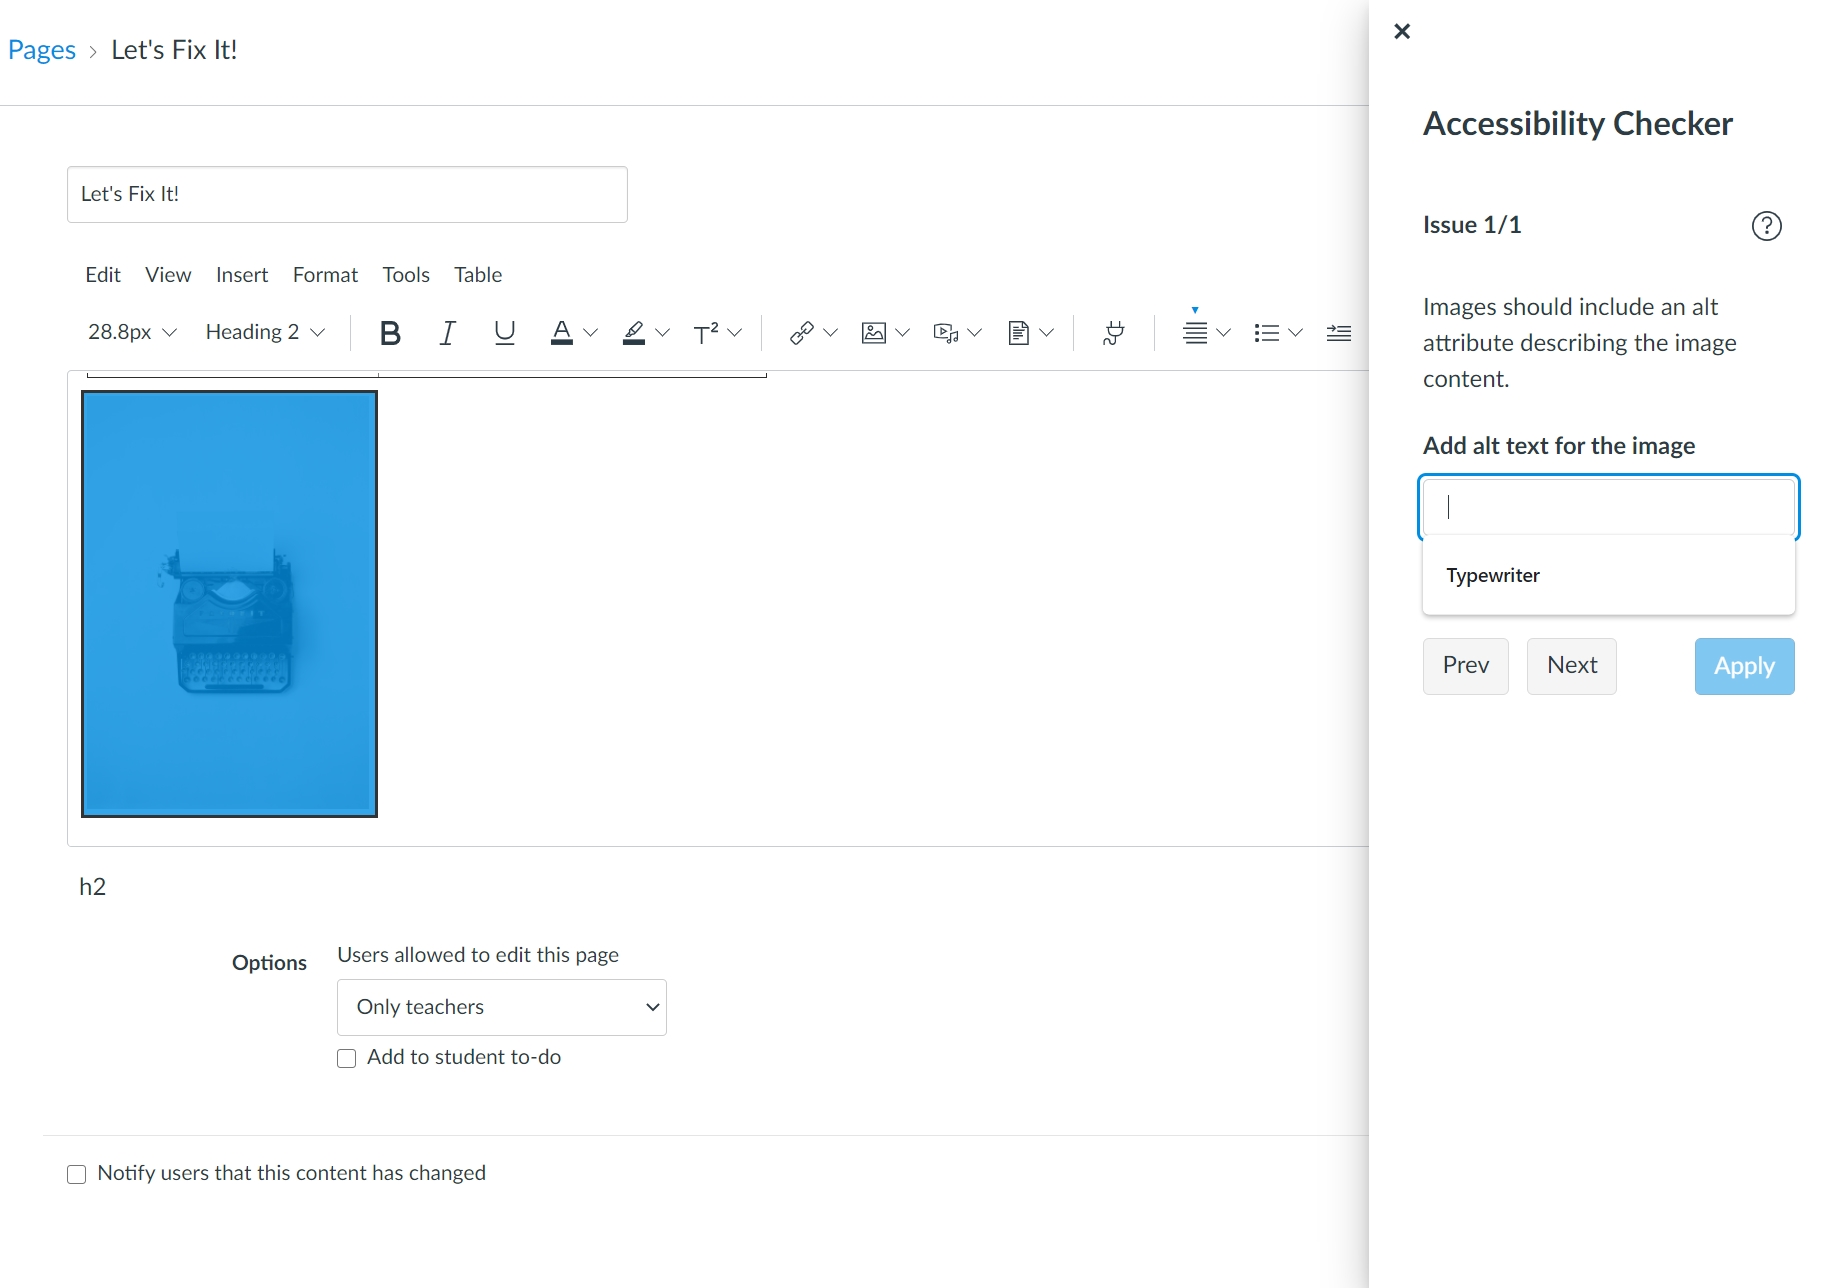 Pages > Let's Fix It!
Let's Fix It!
Edit View Insert Format Tools Table
28.8px Heading 2 B I U A T²
h2
Options
Users allowed to edit this page
Only teachers
Add to student to-do
Notify users that this content has changed
Accessibility Checker
Issue 1/1
Images should include an alt
attribute describing the image
content.
Add alt text for the image
Typewriter
Prev Next Apply